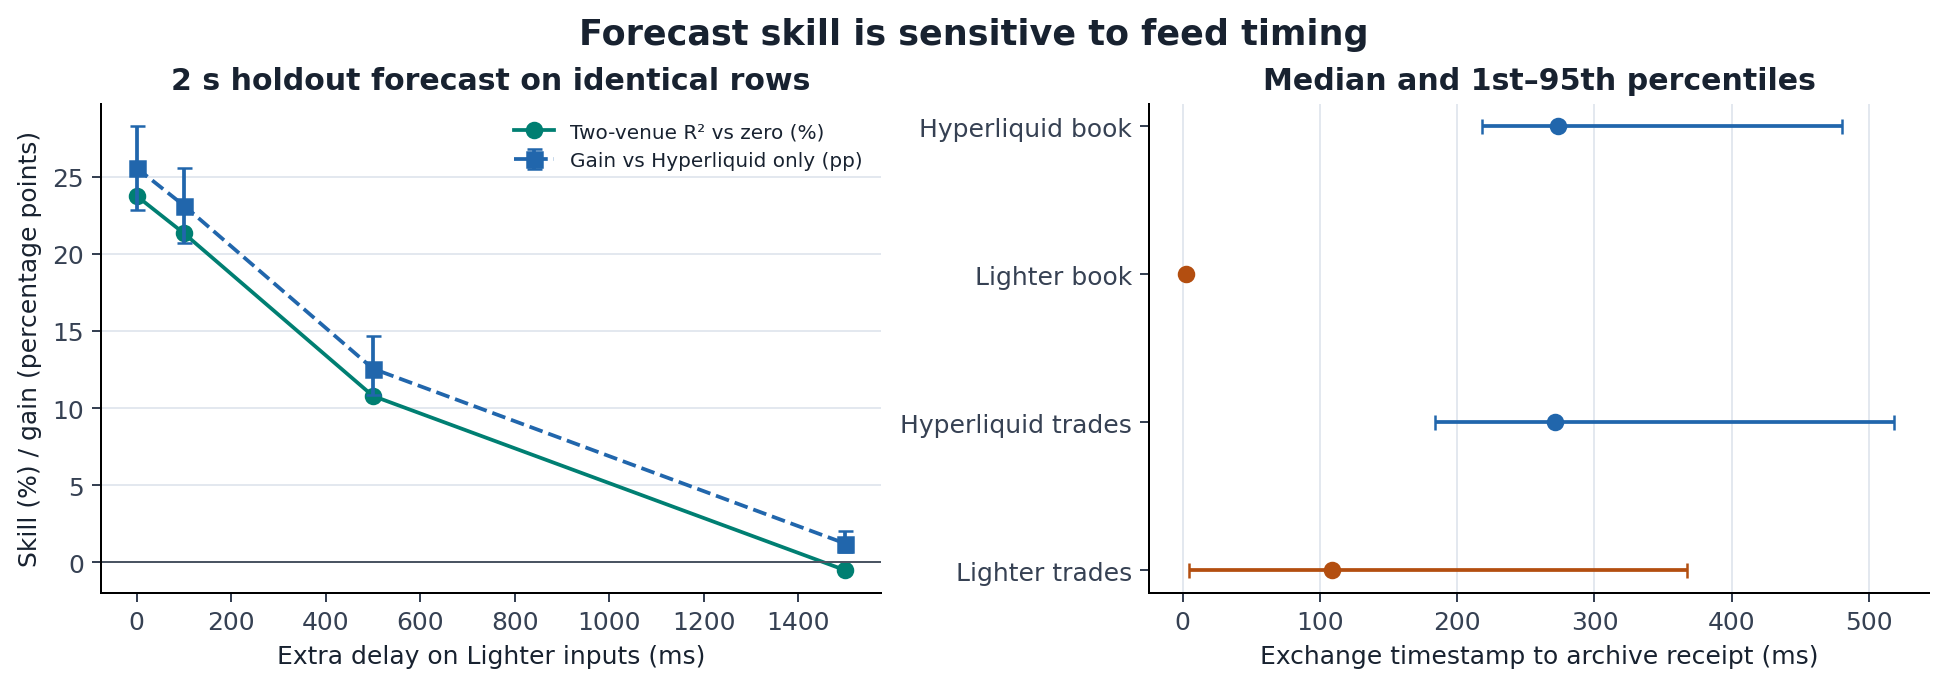 Forecast skill is sensitive to feed timing
2 s holdout forecast on identical rows
Skill (%) / gain (percentage points)
25
20
15
10
5
0
Two-venue R² vs zero (%)
Gain vs Hyperliquid only (pp)
0 200 400 600 800 1000 1200 1400
Extra delay on Lighter inputs (ms)
Median and 1st–95th percentiles
Hyperliquid book
Lighter book
Hyperliquid trades
Lighter trades
0 100 200 300 400 500
Exchange timestamp to archive receipt (ms)